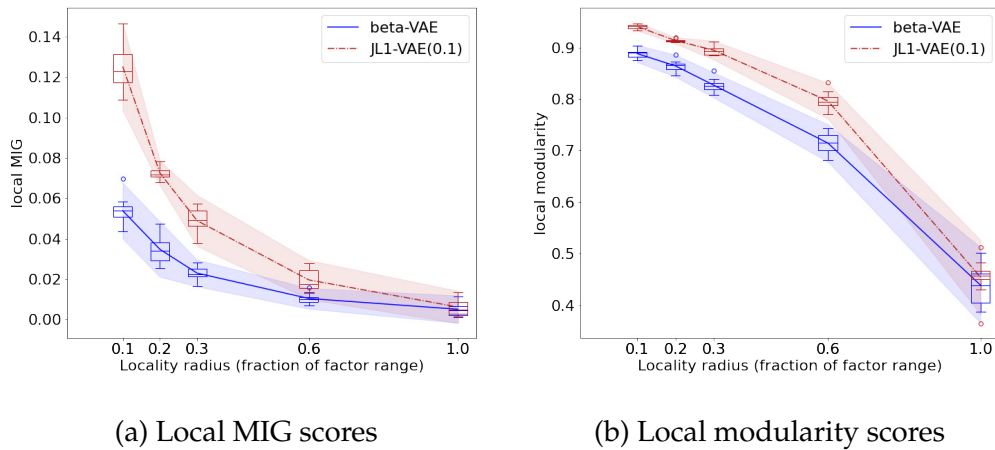 beta-VAE
JL1-VAE(0.1)
local MIG
0.14
0.12
0.10
0.08
0.06
0.04
0.02
0.00
0.1 0.2 0.3 0.6 1.0
Locality radius (fraction of factor range)
(a) Local MIG scores
beta-VAE
JL1-VAE(0.1)
local modularity
0.9
0.8
0.7
0.6
0.5
0.4
0.1 0.2 0.3 0.6 1.0
Locality radius (fraction of factor range)
(b) Local modularity scores